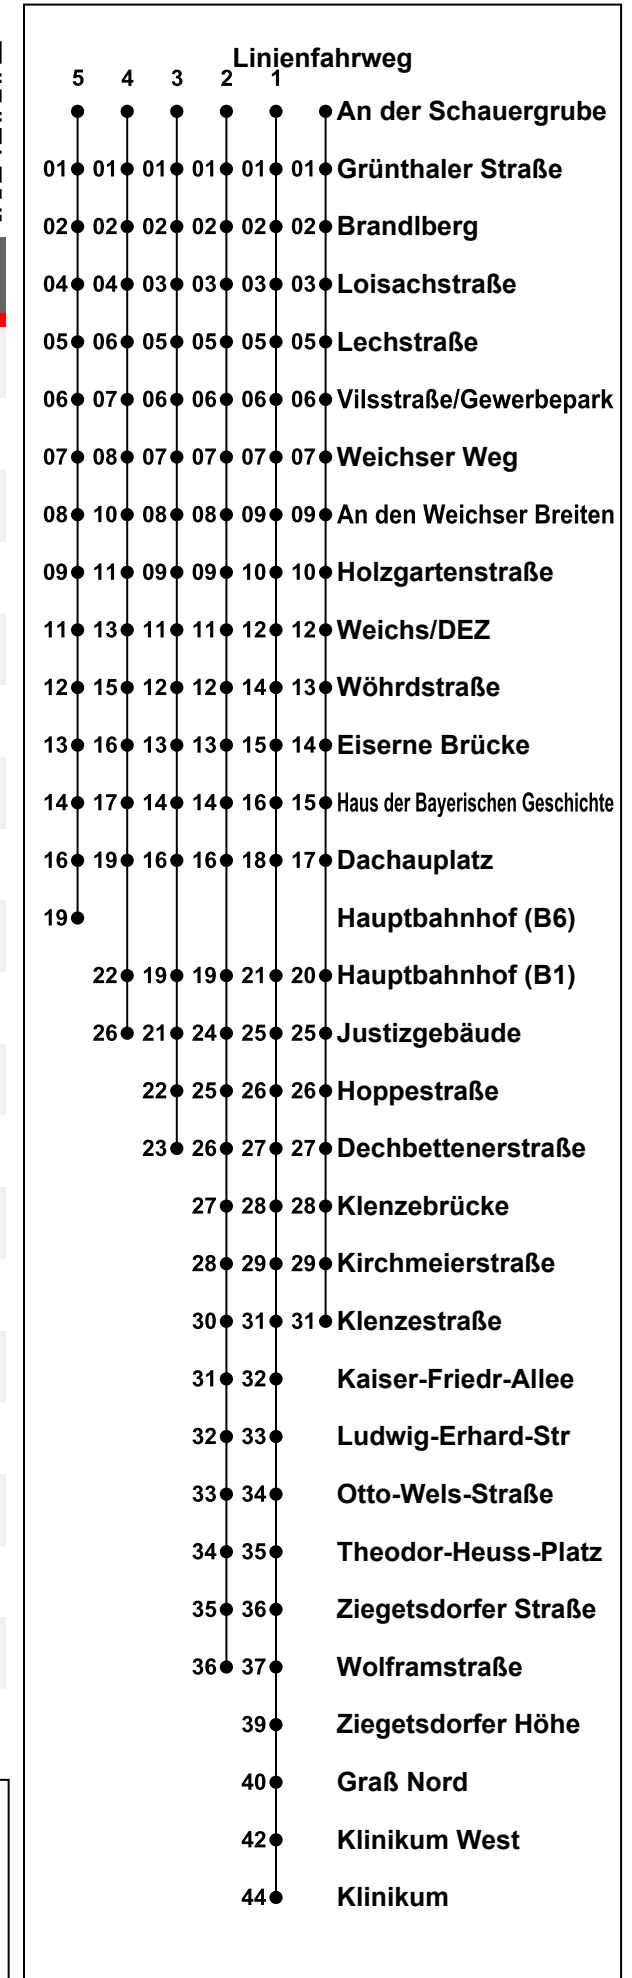 Linienfahrweg
5 4 3 2 1
An der Schauergrube
01 01 01 01 01 01 Grünthaler Straße
02 02 02 02 02 02 Brandlberg
04 04 03 03 03 03 Loisachstraße
05 06 05 05 05 05 Lechstraße
06 07 06 06 06 06 Vilsstraße/Gewerbepark
07 08 07 07 07 07 Weichser Weg
08 10 08 08 09 09 An den Weichser Breiten
09 11 09 09 10 10 Holzgartenstraße
11 13 11 11 12 12 Weichs/DEZ
12 15 12 12 14 13 Wöhrdstraße
13 16 13 13 15 14 Eiserne Brücke
14 17 14 14 16 15 Haus der Bayerischen Geschichte
16 19 16 16 18 17 Dachauplatz
19 Hauptbahnhof (B6)
22 19 19 21 20 Hauptbahnhof (B1)
26 21 24 25 25 Justizgebäude
22 25 26 26 Hoppestraße
23 26 27 27 Dechbettenerstraße
27 28 28 Klenzebrücke
28 29 29 Kirchmeierstraße
30 31 31 Klenzestraße
31 32 Kaiser-Friedr-Allee
32 33 Ludwig-Erhard-Str
33 34 Otto-Wels-Straße
34 35 Theodor-Heuss-Platz
35 36 Ziegetsdorfer Straße
36 37 Wolframstraße
39 Ziegetsdorfer Höhe
40 Graß Nord
42 Klinikum West
44 Klinikum